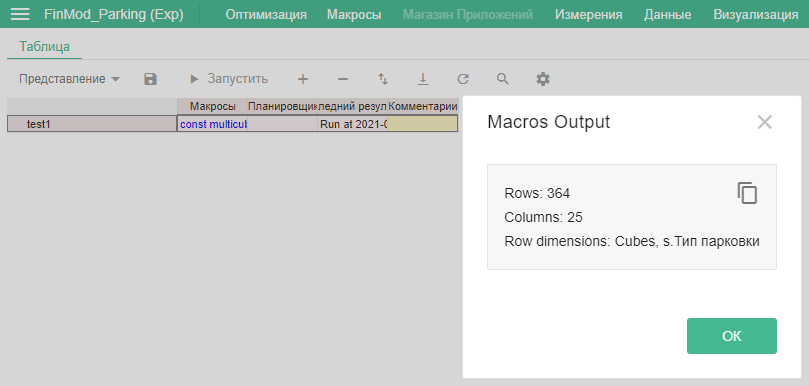 FinMod_Parking (Exp) Оптимизация Макросы Магазин Приложений Измерения Данные Визуализация
Таблица
Представление Запустить
Макросы Планировщик ледний резул Комментарии
test1 const multicul Run at 2021-0
Macros Output
Rows: 364
Columns: 25
Row dimensions: Cubes, s.Тип парковки
OK